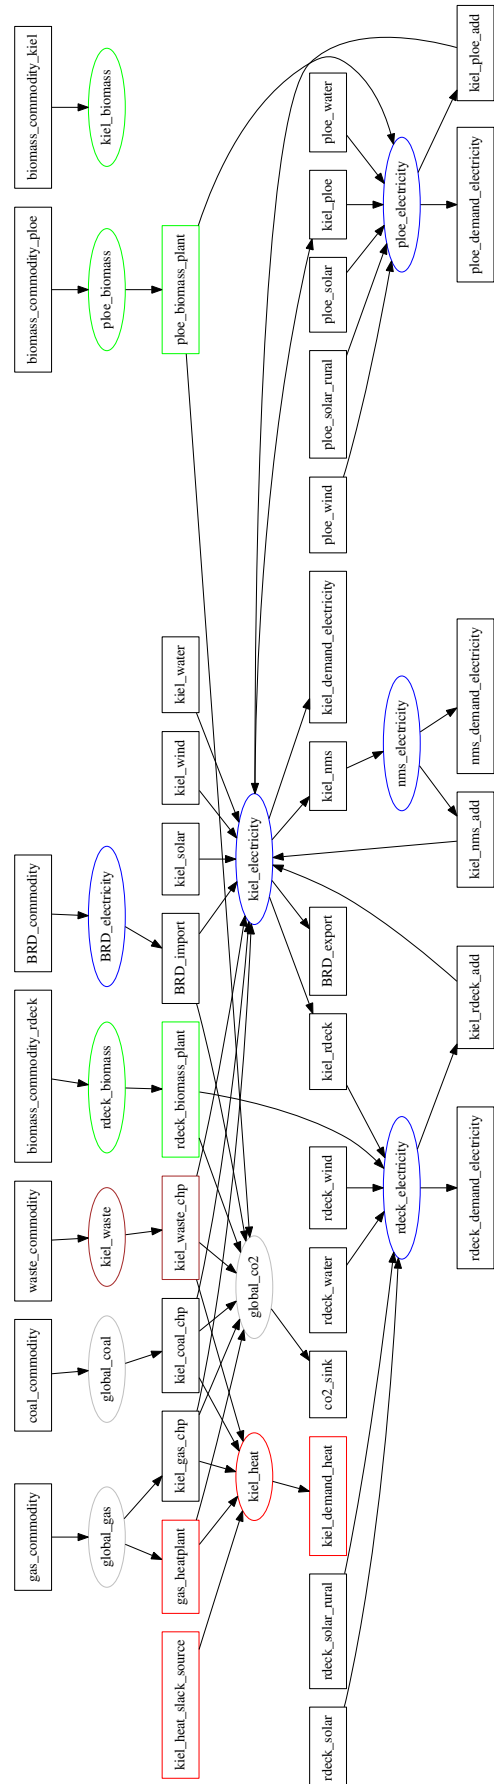 biomass_commodity_kiel
kiel_biomass
biomass_commodity_ploe
ploe_biomass
ploe_biomass_plant
kiel_ploe_add
ploe_water
kiel_ploe
ploe_electricity
ploe_demand_electricity
ploe_solar
ploe_solar_rural
ploe_wind
kiel_demand_electricity
kiel_water
kiel_wind
kiel_nms
nms_electricity
nms_demand_electricity
kiel_nms_add
kiel_solar
kiel_electricity
BRD_commodity
BRD_electricity
BRD_import
BRD_export
biomass_commodity_rdeck
rdeck_biomass
rdeck_biomass_plant
kiel_rdeck
kiel_rdeck_add
waste_commodity
kiel_waste
kiel_waste_chp
rdeck_wind
rdeck_electricity
rdeck_demand_electricity
rdeck_water
global_co2
co2_sink
coal_commodity
global_coal
kiel_coal_chp
kiel_gas_chp
kiel_heat
kiel_demand_heat
gas_commodity
global_gas
gas_heatplant
kiel_heat_slack_source
rdeck_solar_rural
rdeck_solar